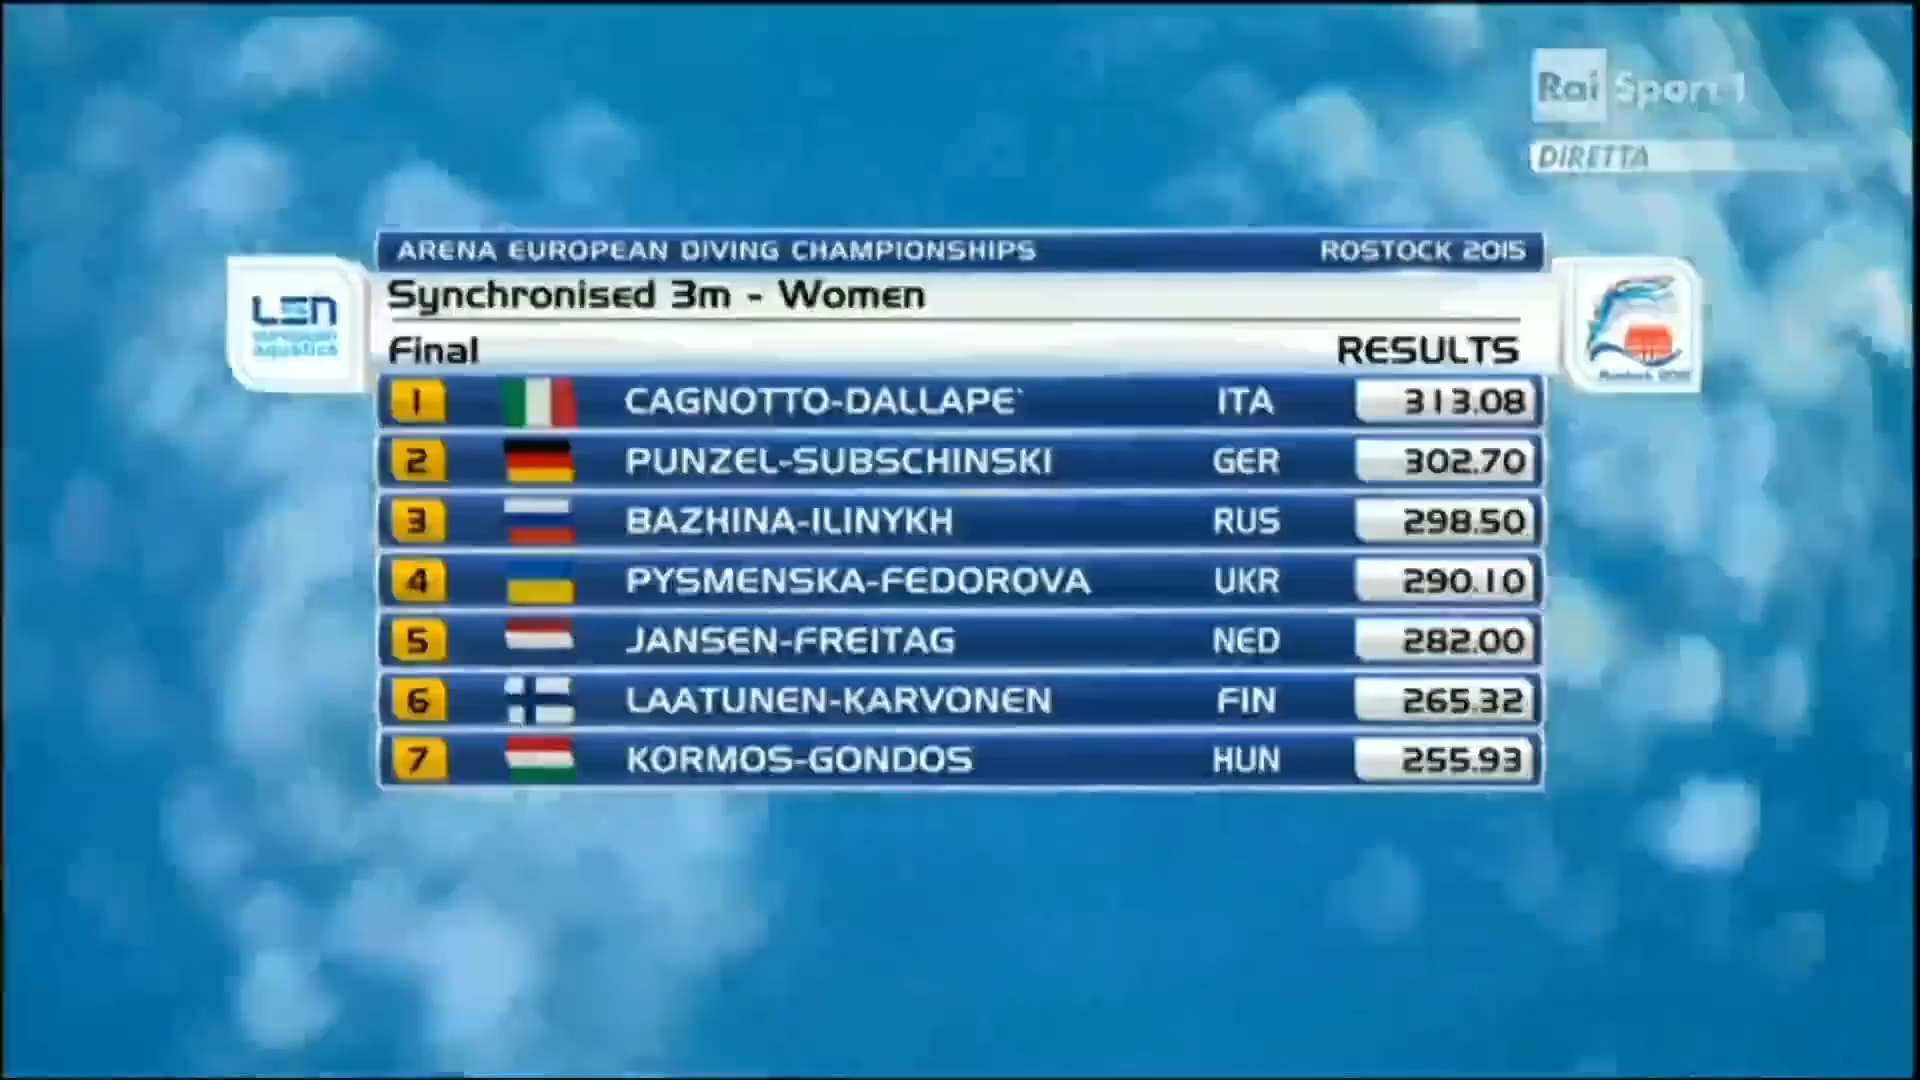 Rai Sport 1
DIRETTA
ARENA EUROPEAN DIVING CHAMPIONSHIPS ROSTOCK 2015
LEN
aquatics
Synchronised 3m - Women
Final RESULTS
1 CAGNOTTO-DALLAPE` ITA 313.08
2 PUNZEL-SUBSCHINSKI GER 302.70
3 BAZHINA-ILINYKH RUS 298.50
4 PYSMENSKA-FEDOROVA UKR 290.10
5 JANSEN-FREITAG NED 282.00
6 LAATUNEN-KARVONEN FIN 265.32
7 KORMOS-GONDOS HUN 255.93